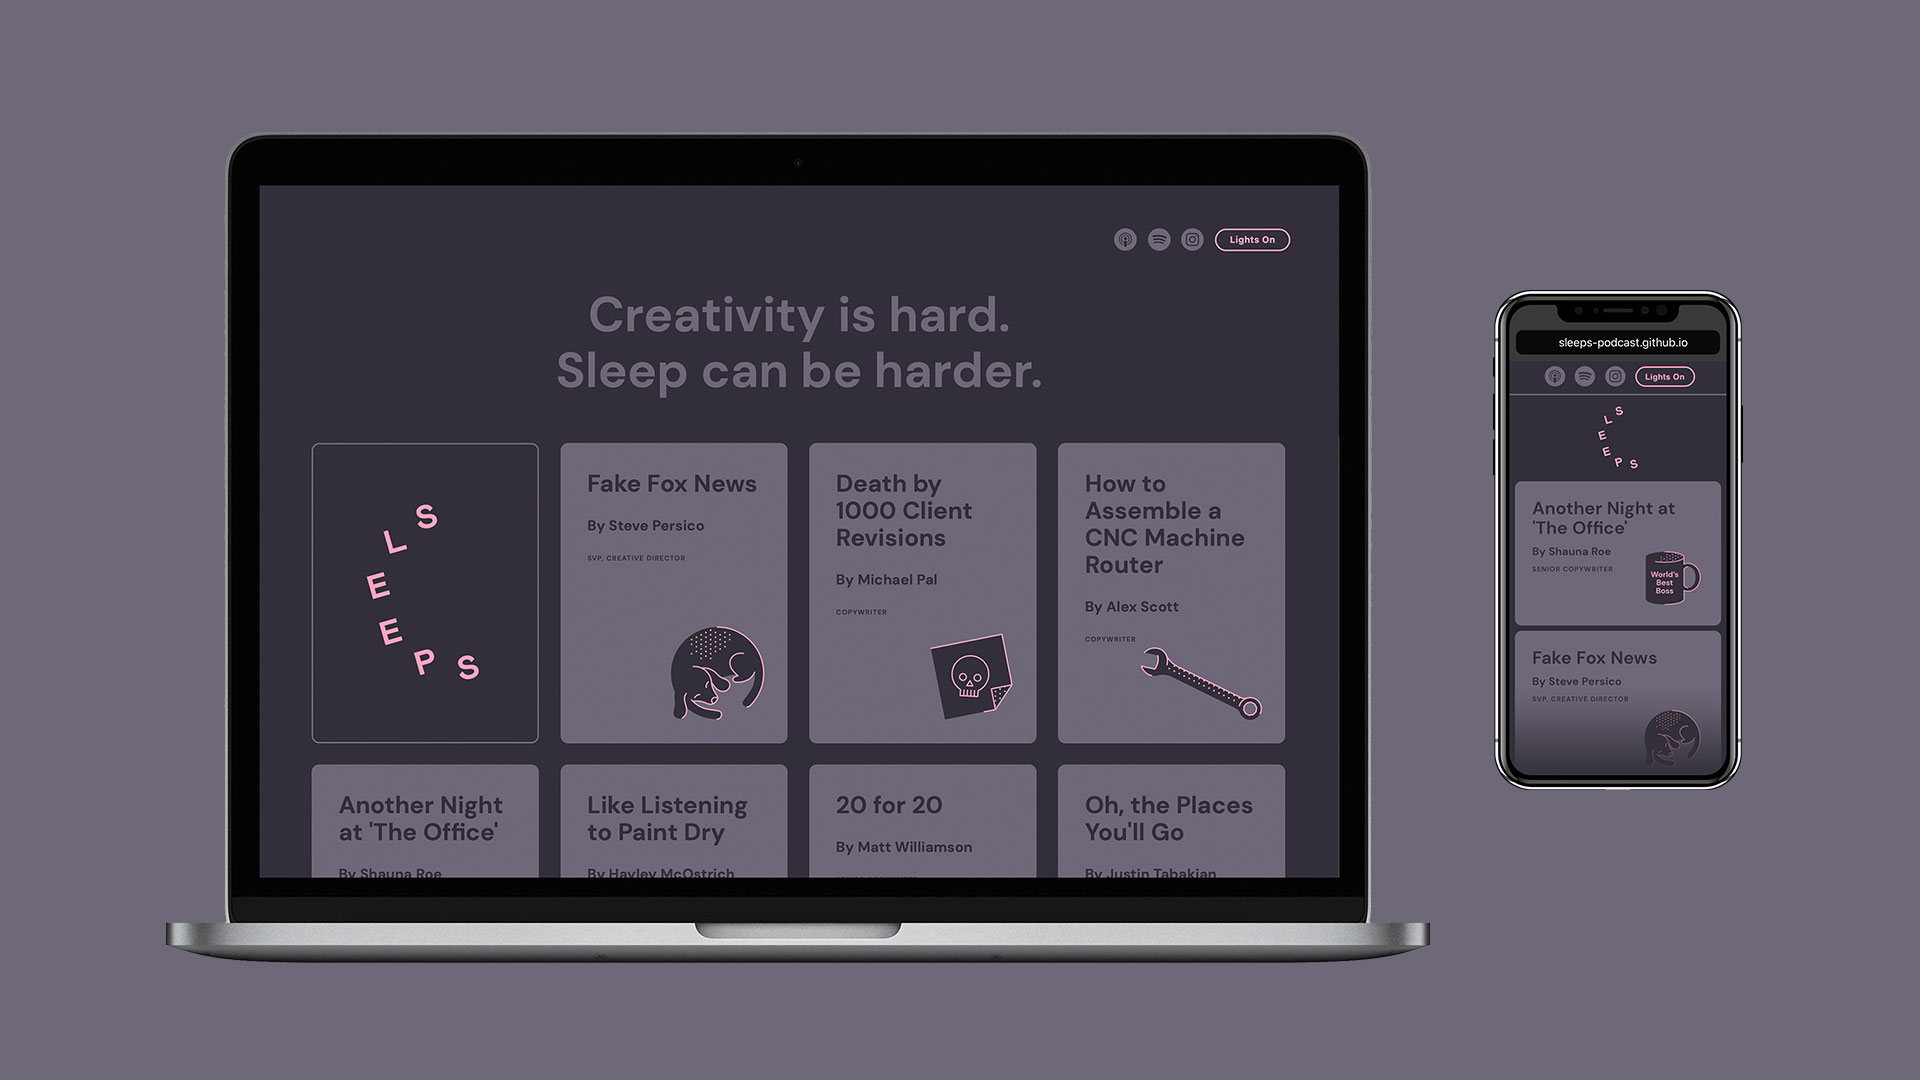 Lights On
Creativity is hard.
Sleep can be harder.
SLEEPS
Fake Fox News
By Steve Persico
SVP, CREATIVE DIRECTOR
Death by
1000 Client
Revisions
By Michael Pal
COPYWRITER
How to
Assemble a
CNC Machine
Router
By Alex Scott
COPYWRITER
Another Night
at 'The Office'
By Shauna Roe
Like Listening
to Paint Dry
By Hayley McOstrich
20 for 20
By Matt Williamson
Oh, the Places
You'll Go
By Justin Tabakian
sleeps-podcast.github.io
Lights On
SLEEPS
Another Night at
'The Office'
By Shauna Roe
SENIOR COPYWRITER
World's
Best
Boss
Fake Fox News
By Steve Persico
SVP, CREATIVE DIRECTOR